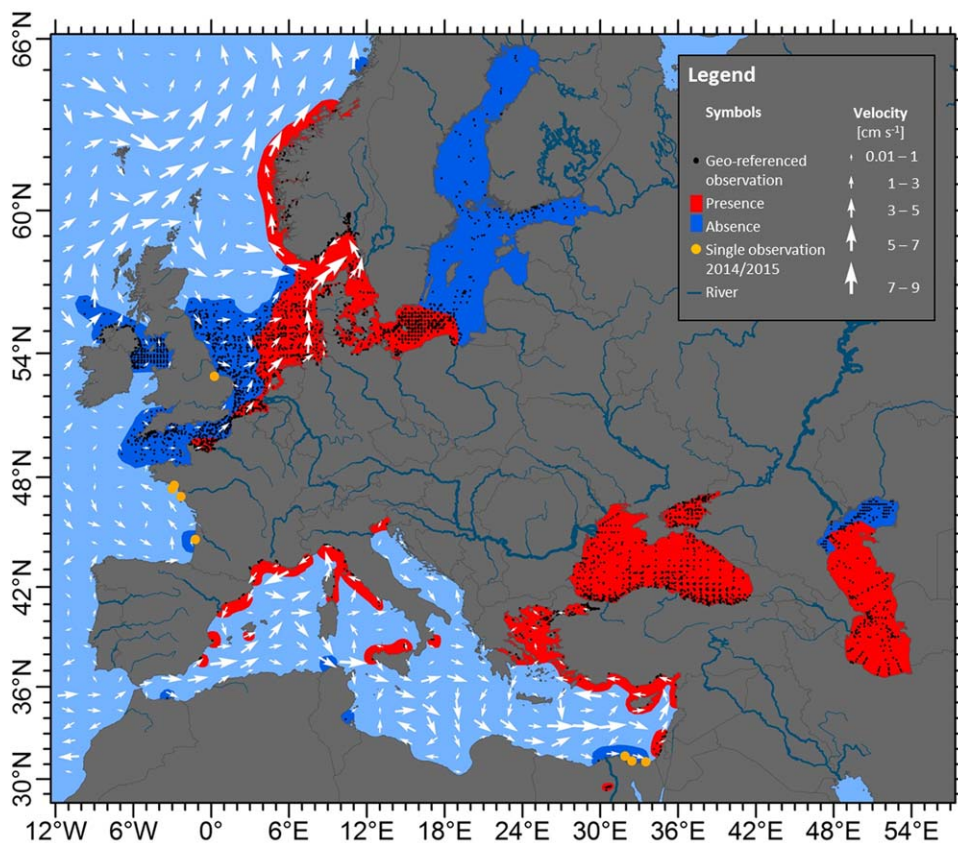 66°N
60°N
54°N
48°N
42°N
36°N
30°N
12°W 6°W 0° 6°E 12°E 18°E 24°E 30°E 36°E 42°E 48°E 54°E
Legend
Symbols
Geo-referenced
observation
Presence
Absence
Single observation
2014/2015
River
Velocity
[cm s⁻¹]
0.01 – 1
1 – 3
3 – 5
5 – 7
7 – 9